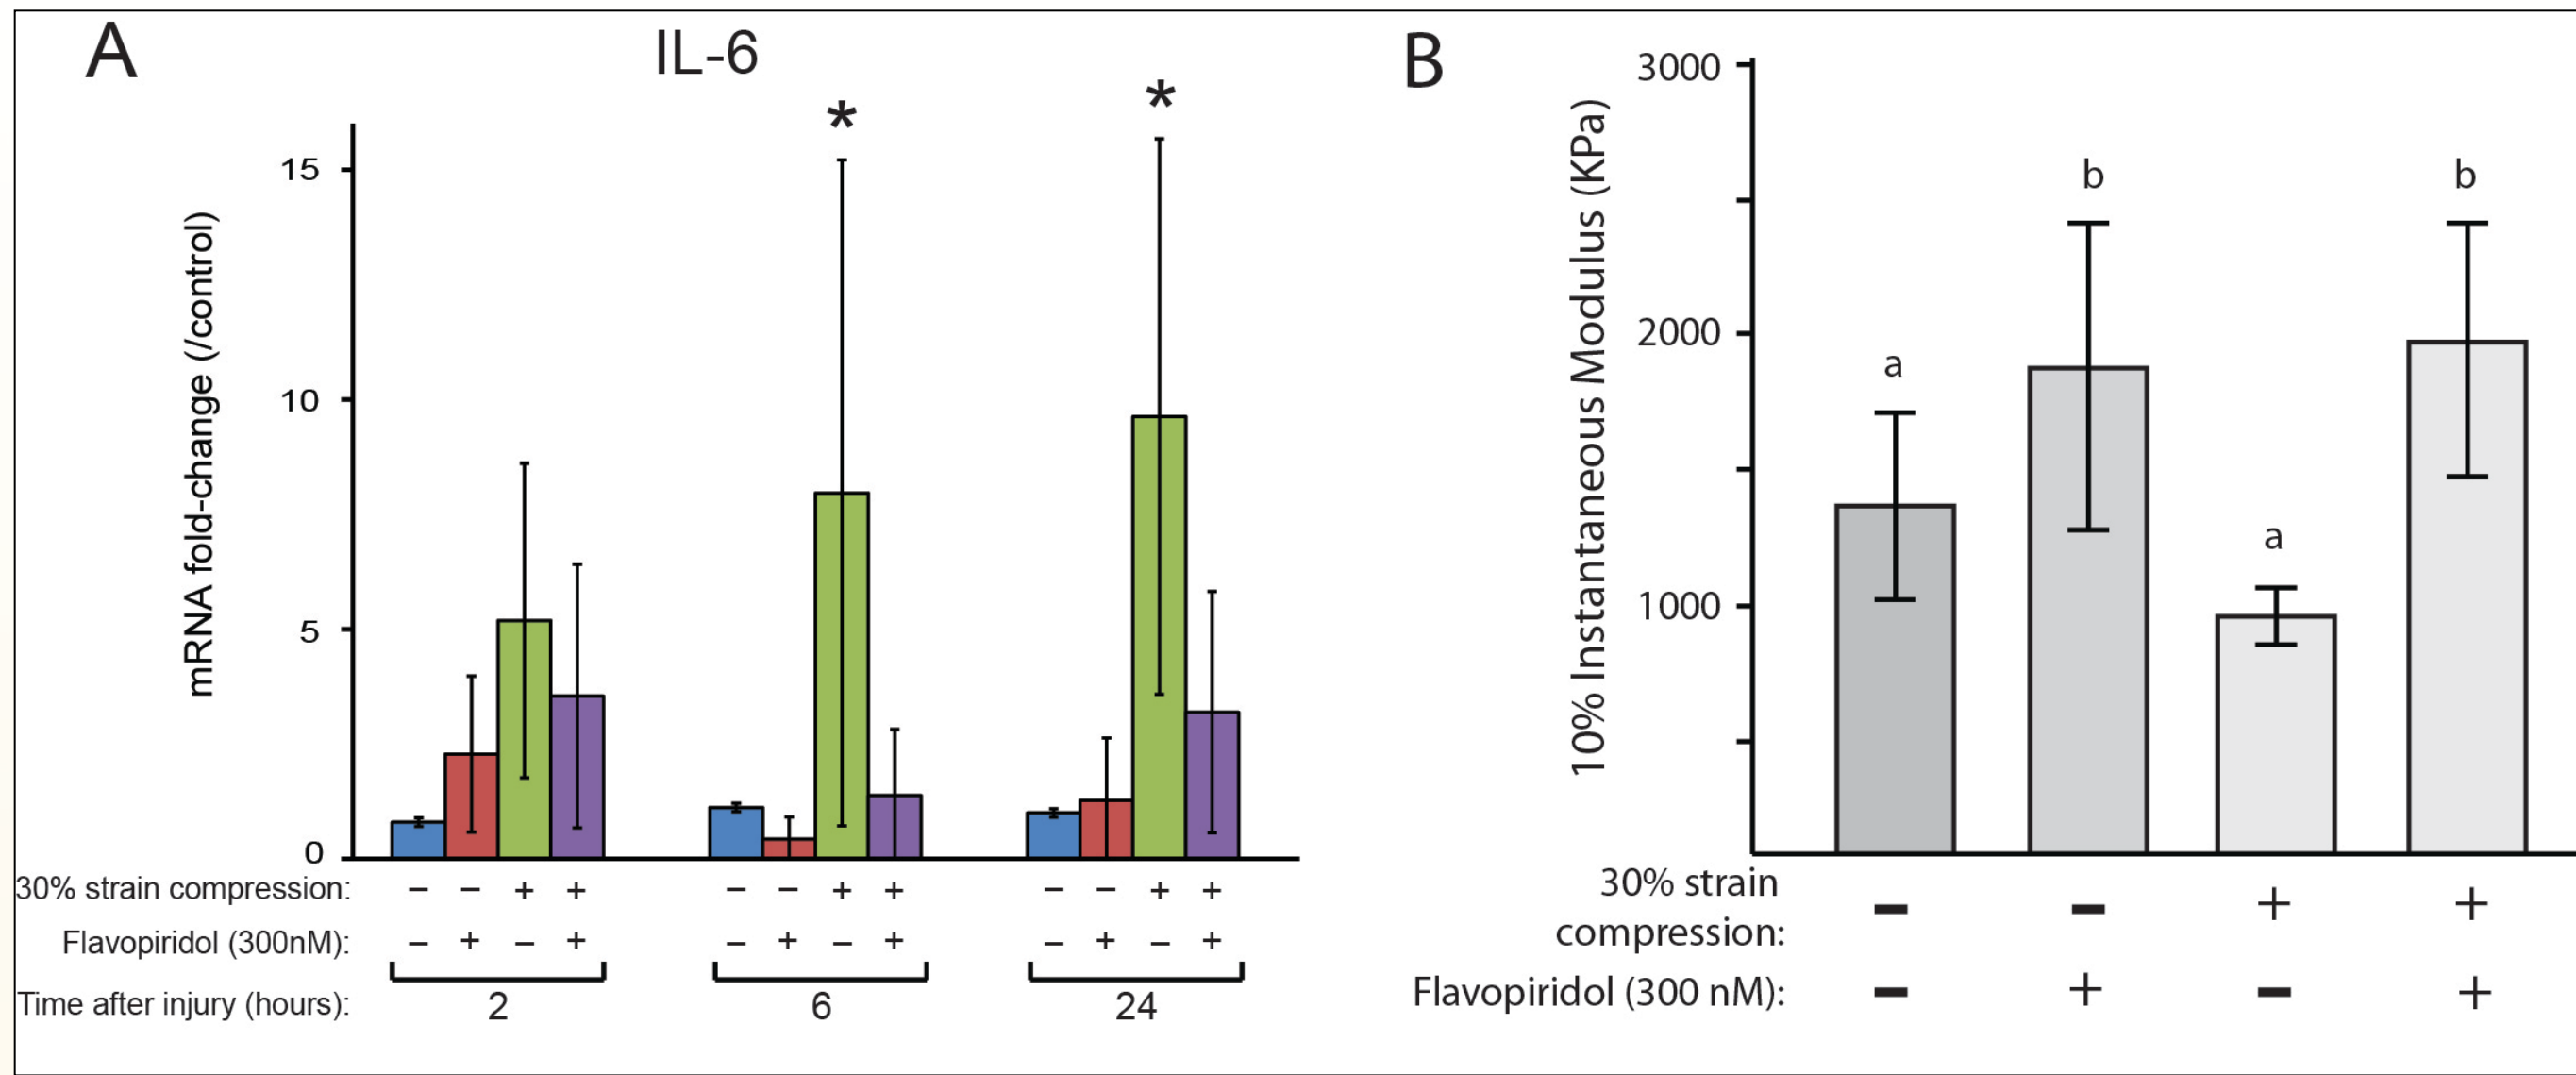 A
IL-6
*
*
mRNA fold-change (/control)
15
10
5
0
30% strain compression: − − + + − − + + − − + +
Flavopiridol (300nM): − + − + − + − + − + − +
Time after injury (hours): 2 6 24
B
10% Instantaneous Modulus (KPa)
3000
2000
1000
a
b
a
b
30% strain
compression: − − + +
Flavopiridol (300 nM): − + − +